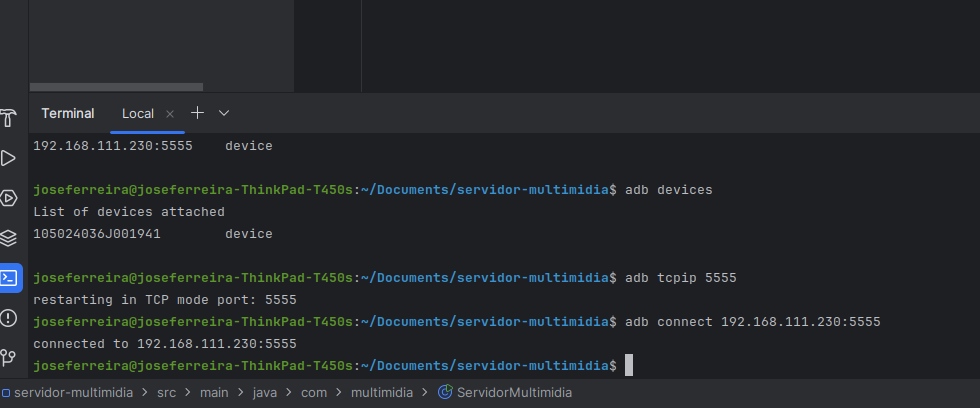 Terminal Local
192.168.111.230:5555 device
joseferreira@joseferreira-ThinkPad-T450s:~/Documents/servidor-multimidia$ adb devices
List of devices attached
105024036J001941 device
joseferreira@joseferreira-ThinkPad-T450s:~/Documents/servidor-multimidia$ adb tcpip 5555
restarting in TCP mode port: 5555
joseferreira@joseferreira-ThinkPad-T450s:~/Documents/servidor-multimidia$ adb connect 192.168.111.230:5555
connected to 192.168.111.230:5555
joseferreira@joseferreira-ThinkPad-T450s:~/Documents/servidor-multimidia$
servidor-multimidia > src > main > java > com > multimidia > ServidorMultimidia